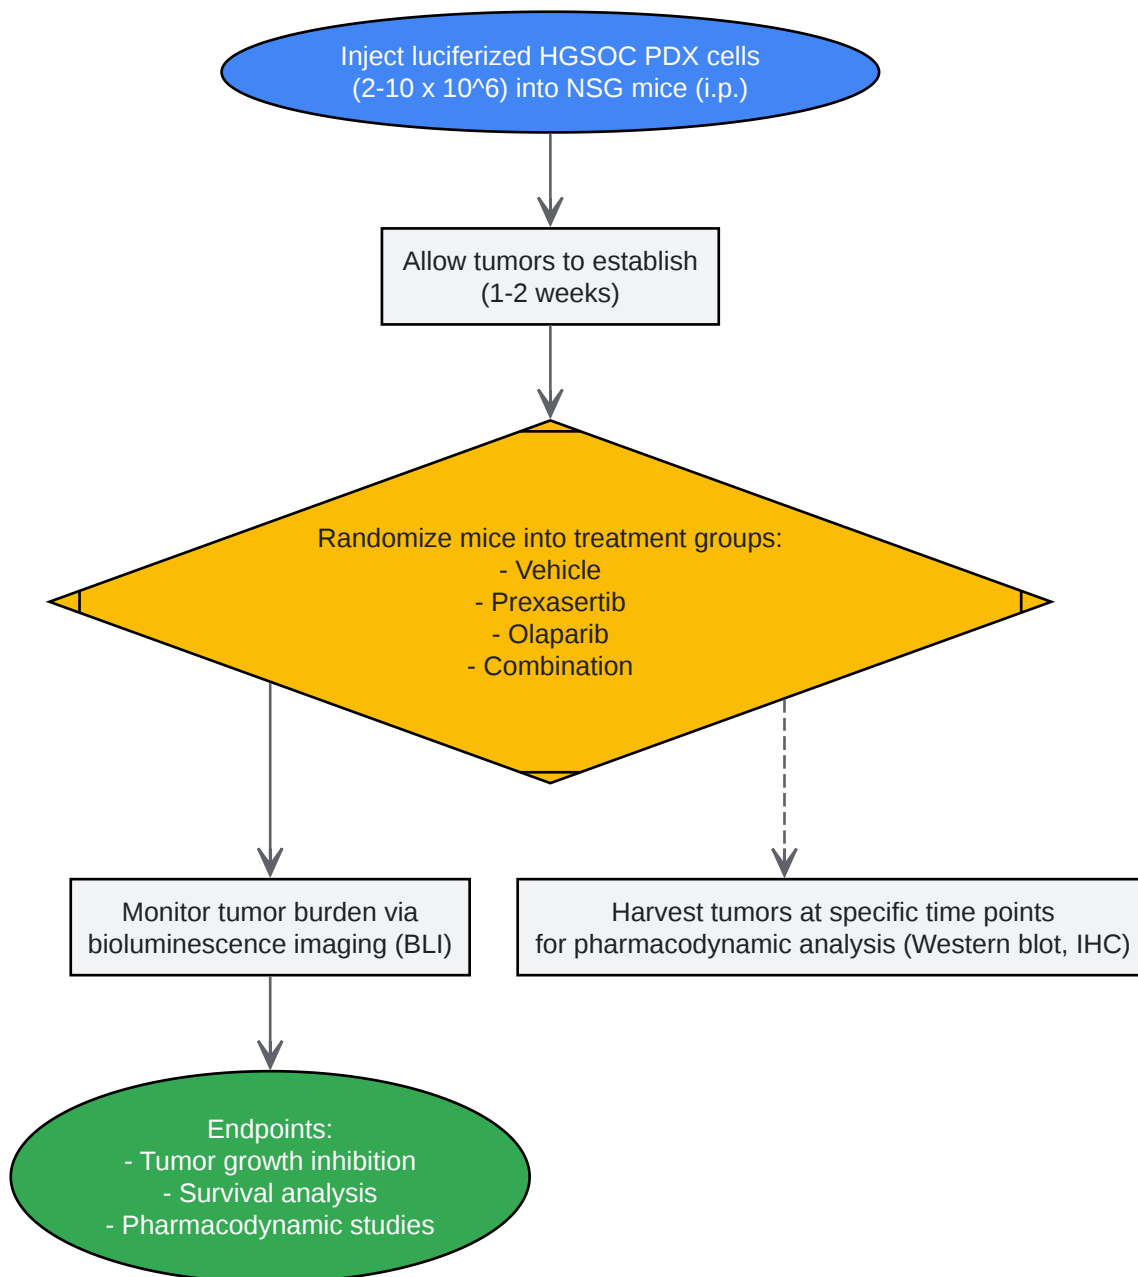 Inject luciferized HGSOC PDX cells
(2-10 x 10^6) into NSG mice (i.p.)
Allow tumors to establish
(1-2 weeks)
Randomize mice into treatment groups:
- Vehicle
- Prexasertib
- Olaparib
- Combination
Monitor tumor burden via
bioluminescence imaging (BLI)
Harvest tumors at specific time points
for pharmacodynamic analysis (Western blot, IHC)
Endpoints:
- Tumor growth inhibition
- Survival analysis
- Pharmacodynamic studies